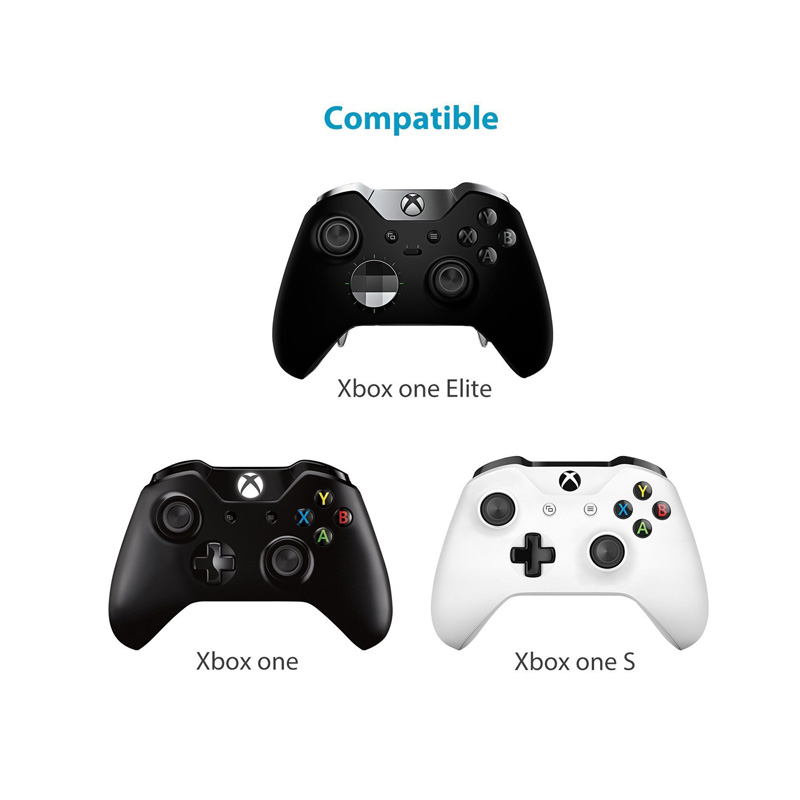 Compatible
Y
X B
A
Xbox one Elite
Y
X B
A
Y
X B
A
Xbox one
Xbox one S